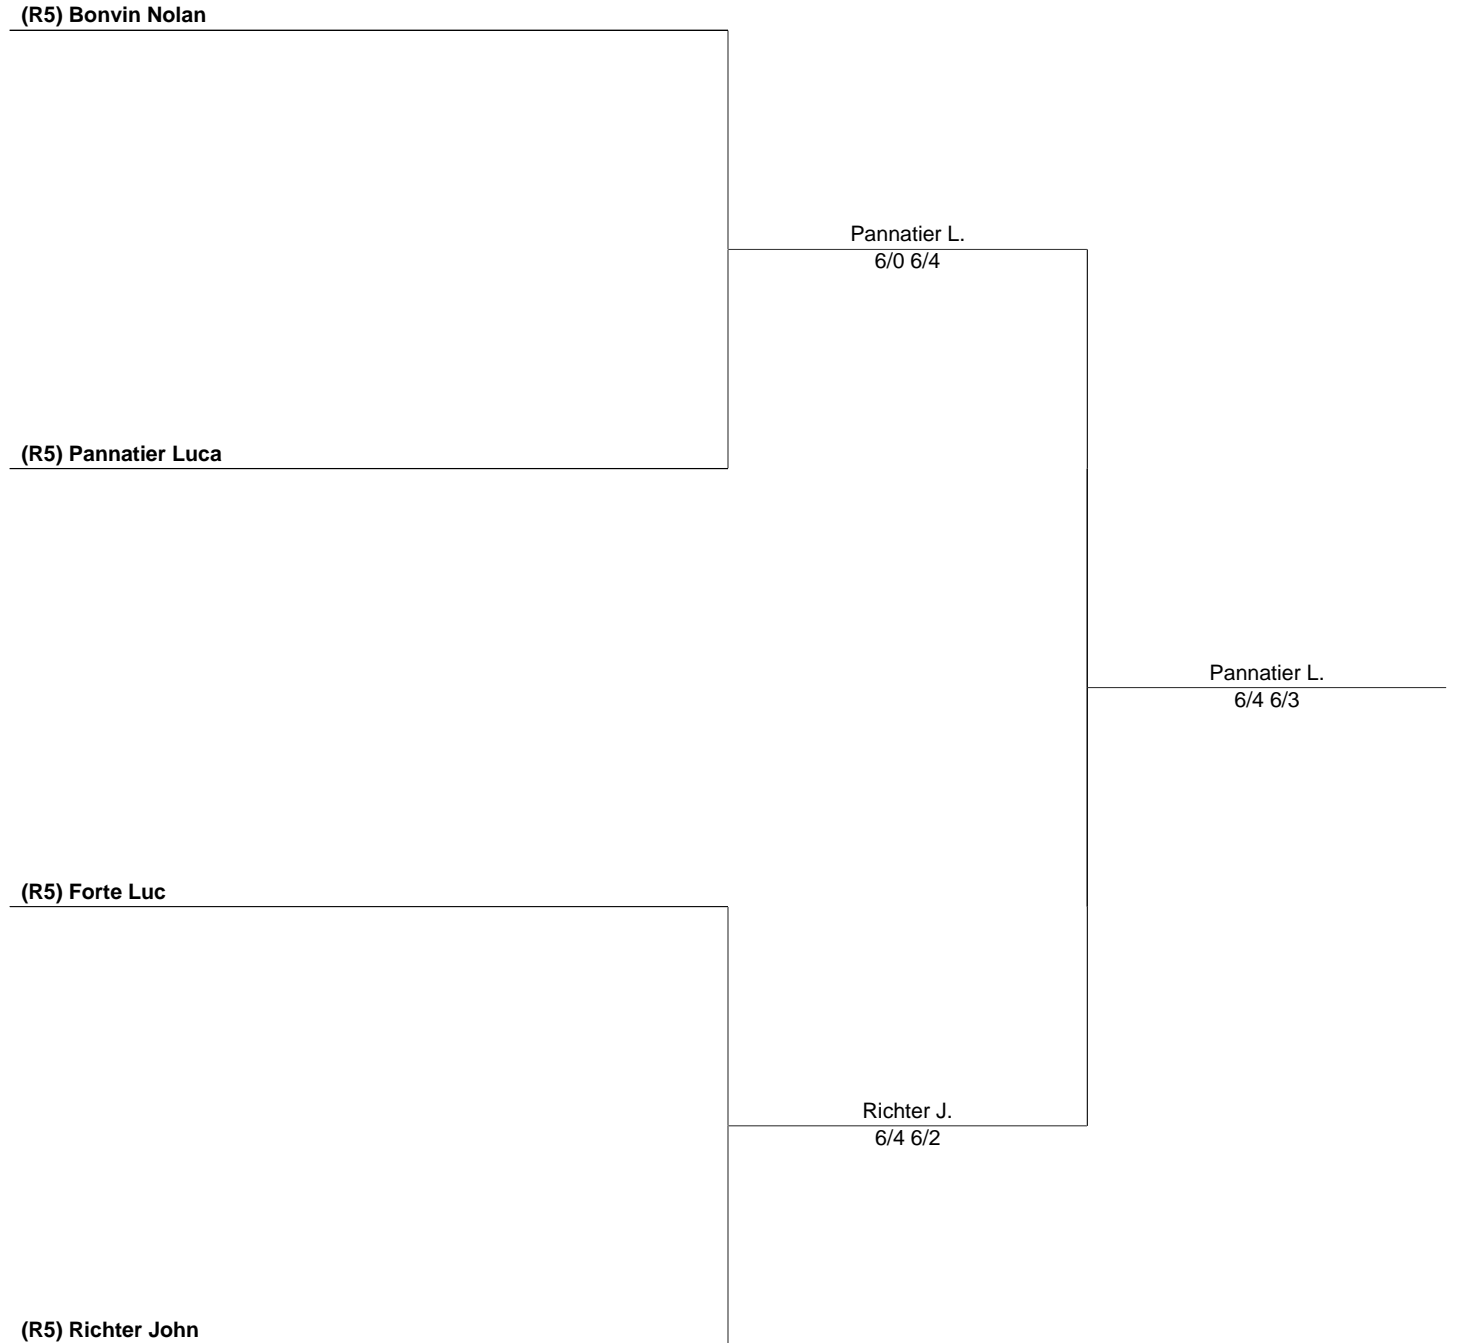 (R5) Bonvin Nolan
Pannatier L.
6/0 6/4
(R5) Pannatier Luca
Pannatier L.
6/4 6/3
(R5) Forte Luc
Richter J.
6/4 6/2
(R5) Richter John